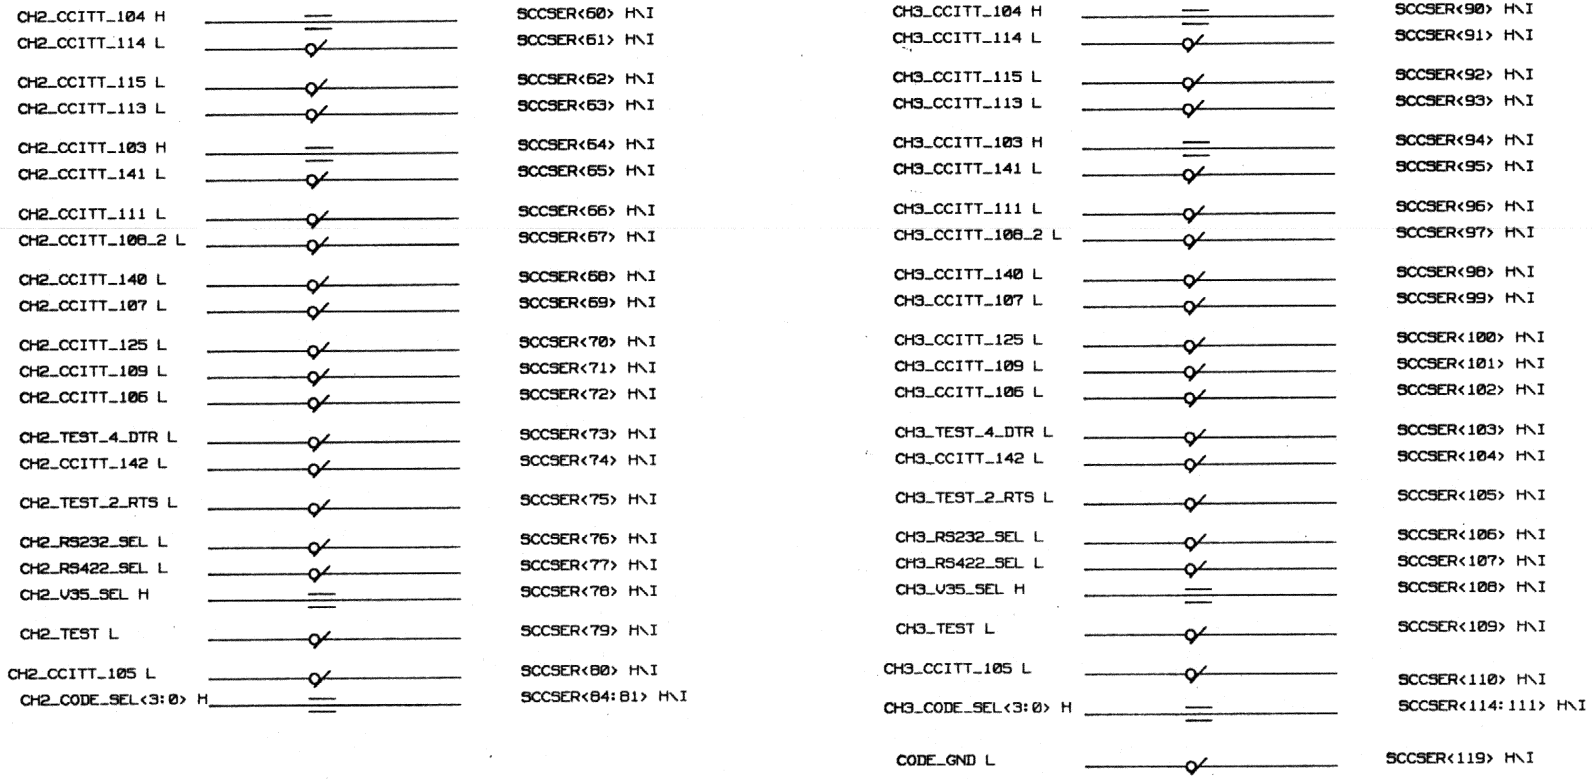 CH2_CCITT_104 H SCCSER<60> H\I
CH2_CCITT_114 L SCCSER<61> H\I
CH2_CCITT_115 L SCCSER<62> H\I
CH2_CCITT_113 L SCCSER<63> H\I
CH2_CCITT_103 H SCCSER<64> H\I
CH2_CCITT_141 L SCCSER<65> H\I
CH2_CCITT_111 L SCCSER<66> H\I
CH2_CCITT_108_2 L SCCSER<67> H\I
CH2_CCITT_140 L SCCSER<68> H\I
CH2_CCITT_107 L SCCSER<69> H\I
CH2_CCITT_125 L SCCSER<70> H\I
CH2_CCITT_109 L SCCSER<71> H\I
CH2_CCITT_106 L SCCSER<72> H\I
CH2_TEST_4_DTR L SCCSER<73> H\I
CH2_CCITT_142 L SCCSER<74> H\I
CH2_TEST_2_RTS L SCCSER<75> H\I
CH2_RS232_SEL L SCCSER<76> H\I
CH2_RS422_SEL L SCCSER<77> H\I
CH2_V35_SEL H SCCSER<78> H\I
CH2_TEST L SCCSER<79> H\I
CH2_CCITT_105 L SCCSER<80> H\I
CH2_CODE_SEL<3:0> H SCCSER<84:81> H\I
CH3_CCITT_104 H SCCSER<90> H\I
CH3_CCITT_114 L SCCSER<91> H\I
CH3_CCITT_115 L SCCSER<92> H\I
CH3_CCITT_113 L SCCSER<93> H\I
CH3_CCITT_103 H SCCSER<94> H\I
CH3_CCITT_141 L SCCSER<95> H\I
CH3_CCITT_111 L SCCSER<96> H\I
CH3_CCITT_108_2 L SCCSER<97> H\I
CH3_CCITT_140 L SCCSER<98> H\I
CH3_CCITT_107 L SCCSER<99> H\I
CH3_CCITT_125 L SCCSER<100> H\I
CH3_CCITT_109 L SCCSER<101> H\I
CH3_CCITT_106 L SCCSER<102> H\I
CH3_TEST_4_DTR L SCCSER<103> H\I
CH3_CCITT_142 L SCCSER<104> H\I
CH3_TEST_2_RTS L SCCSER<105> H\I
CH3_RS232_SEL L SCCSER<106> H\I
CH3_RS422_SEL L SCCSER<107> H\I
CH3_V35_SEL H SCCSER<108> H\I
CH3_TEST L SCCSER<109> H\I
CH3_CCITT_105 L SCCSER<110> H\I
CH3_CODE_SEL<3:0> H SCCSER<114:111> H\I
CODE_GND L SCCSER<119> H\I